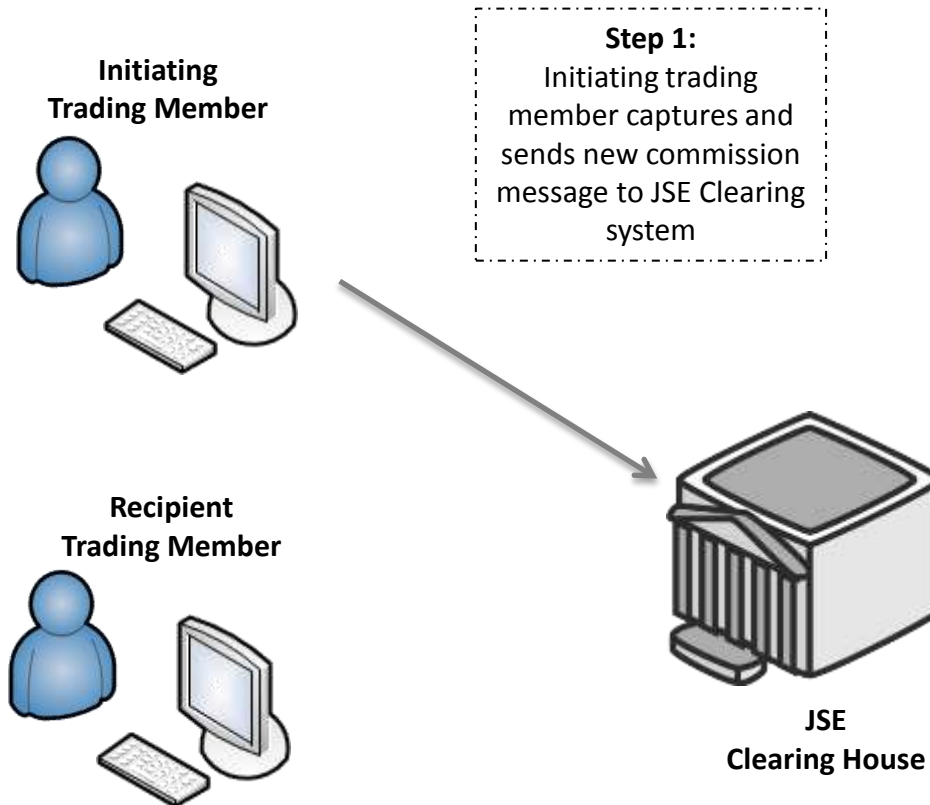 Initiating
Trading Member
Step 1:
Initiating trading
member captures and
sends new commission
message to JSE Clearing
system
Recipient
Trading Member
JSE
Clearing House